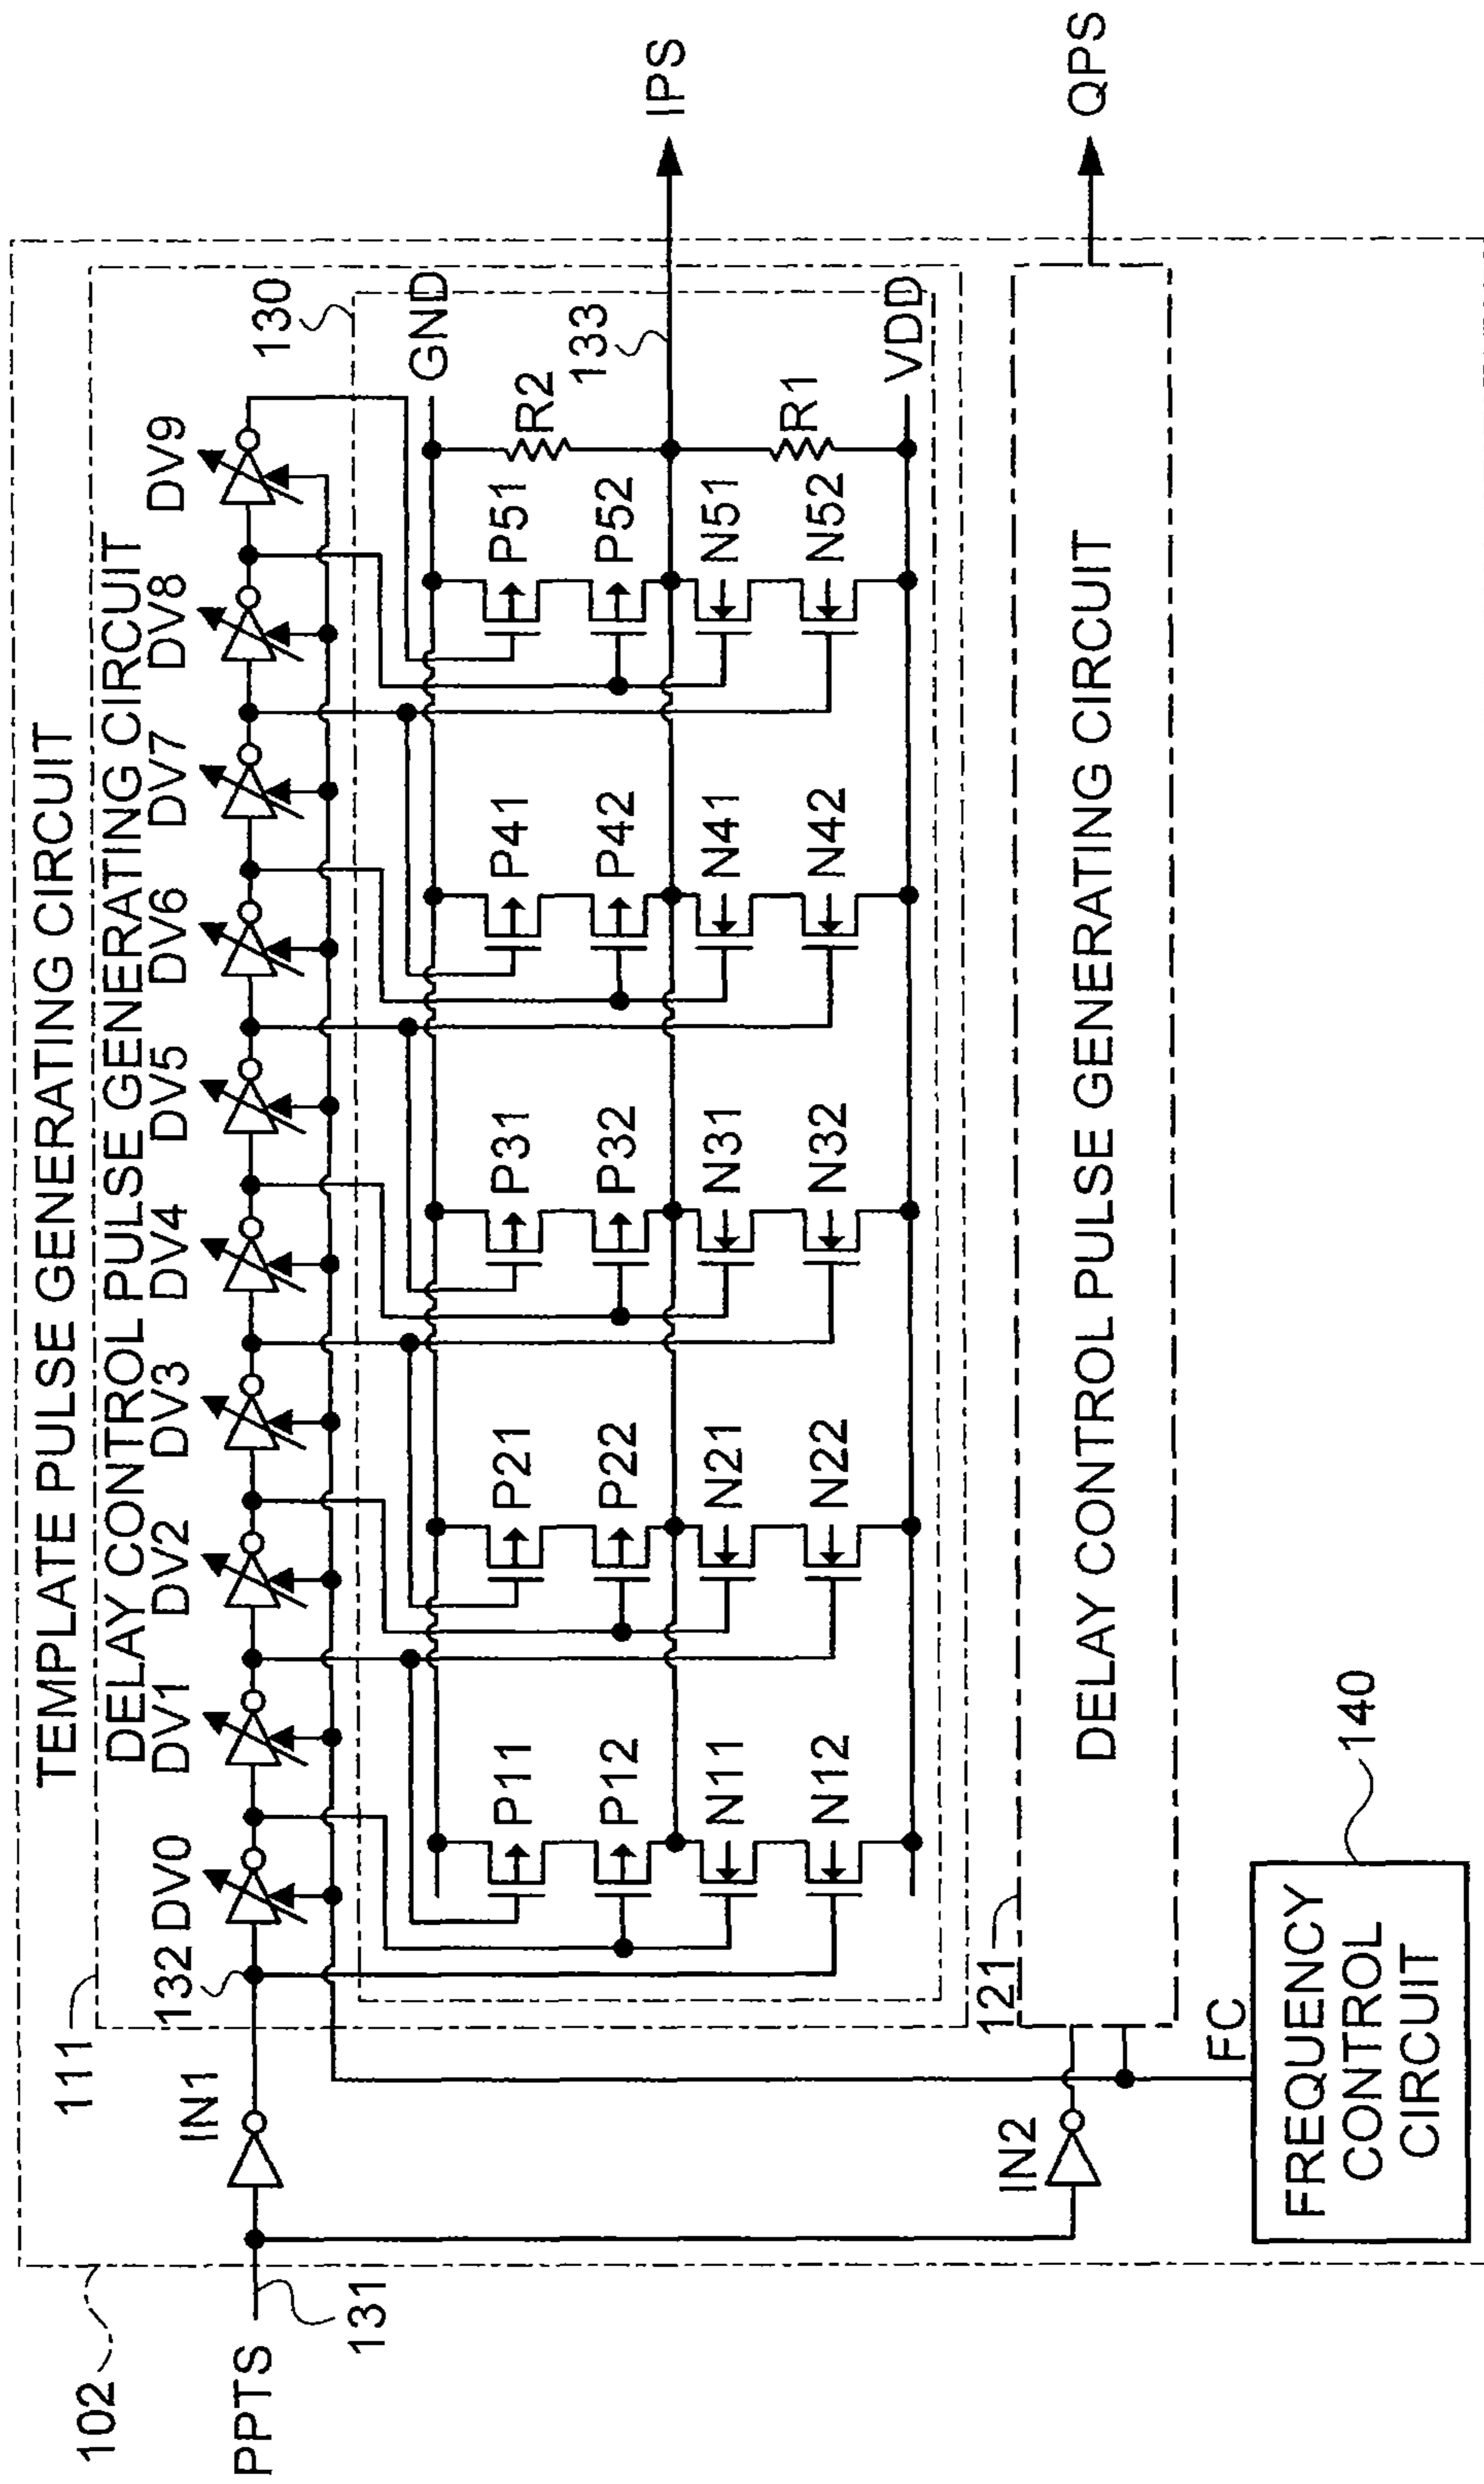 102
PPTS
131
TEMPLATE PULSE GENERATING CIRCUIT
111
DELAY CONTROL PULSE GENERATING CIRCUIT
IN1
132
DV0
DV1
DV2
DV3
DV4
DV5
DV6
DV7
DV8
DV9
130
GND
P11
P21
P31
P41
P51
R2
P12
P22
P32
P42
P52
133
IPS
N11
N21
N31
N41
N51
R1
N12
N22
N32
N42
N52
VDD
121
DELAY CONTROL PULSE GENERATING CIRCUIT
QPS
IN2
FC
FREQUENCY
CONTROL
CIRCUIT
140